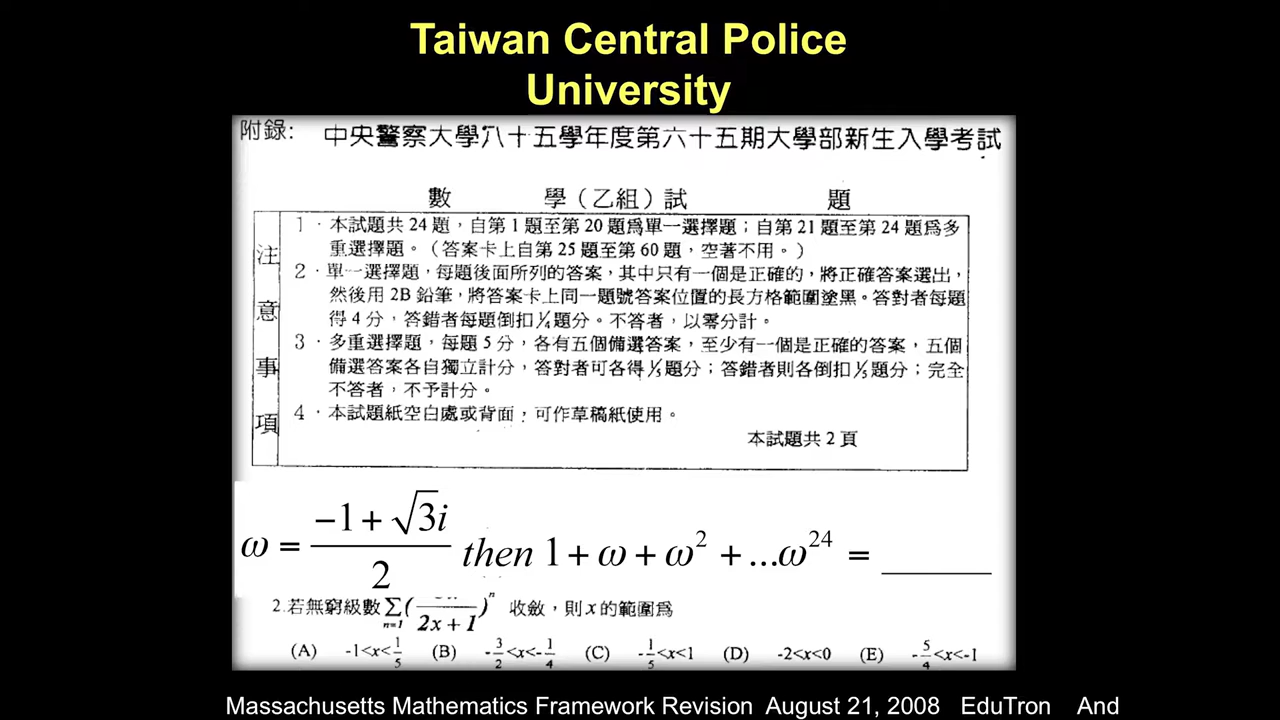 Taiwan Central Police
University
附錄: 中央警察大學八十五學年度第六十五期大學部新生入學考試
數 學(乙組)試 題
注意事項
1．本試題共24題，自第1題至第20題爲單一選擇題；自第21題至第24題爲多
重選擇題。（答案卡上自第25題至第60題，空著不用。）
2．單一選擇題，每題後面所列的答案，其中只有一個是正確的，將正確答案選出，
然後用2B鉛筆，將答案卡上同一題號答案位置的長方格範圍塗黑。答對者每題
得4分，答錯者每題倒扣¼題分。不答者，以零分計。
3．多重選擇題，每題5分，各有五個備選答案，至少有一個是正確的答案，五個
備選答案各自獨立計分，答對者可各得⅕題分；答錯者則各倒扣⅕題分；完全
不答者，不予計分。
4．本試題紙空白處或背面，可作草稿紙使用。
本試題共2頁
ω = (−1 + √3i)/2 then 1 + ω + ω² + ...ω²⁴ = ______
2.若無窮級數 Σ n=1 ( /2x+1)ⁿ 收斂，則x的範圍爲
(A) -1<x<1/5 (B) -3/2<x<-1/4 (C) -1/5<x<1 (D) -2<x<0 (E) -5/4<x<-1
Massachusetts Mathematics Framework Revision August 21, 2008 EduTron And